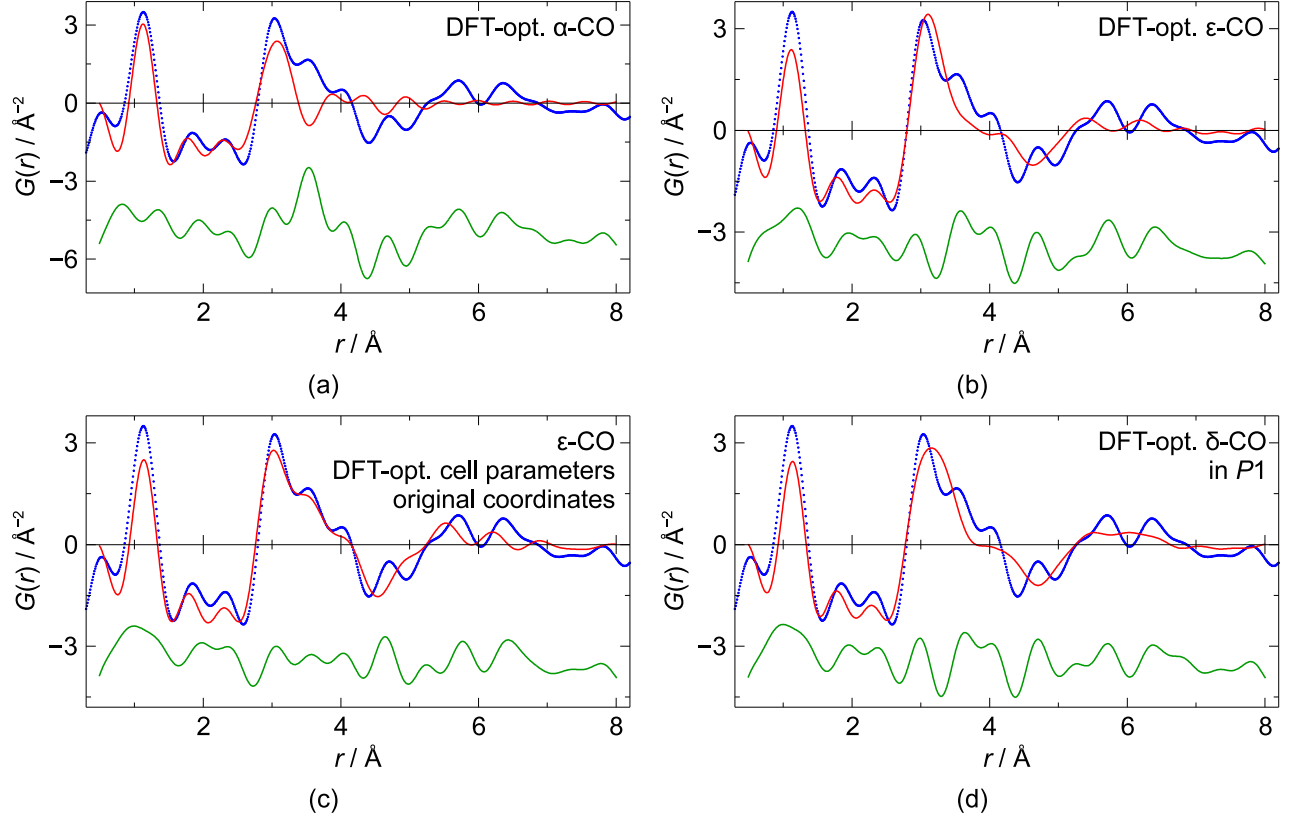 DFT-opt. α-CO
3
0
−3
−6
G(r) / Å⁻²
2
4
6
8
r / Å
(a)
DFT-opt. ε-CO
3
0
−3
G(r) / Å⁻²
2
4
6
8
r / Å
(b)
ε-CO
DFT-opt. cell parameters
original coordinates
3
0
−3
G(r) / Å⁻²
2
4
6
8
r / Å
(c)
DFT-opt. δ-CO
in P1
3
0
−3
G(r) / Å⁻²
2
4
6
8
r / Å
(d)